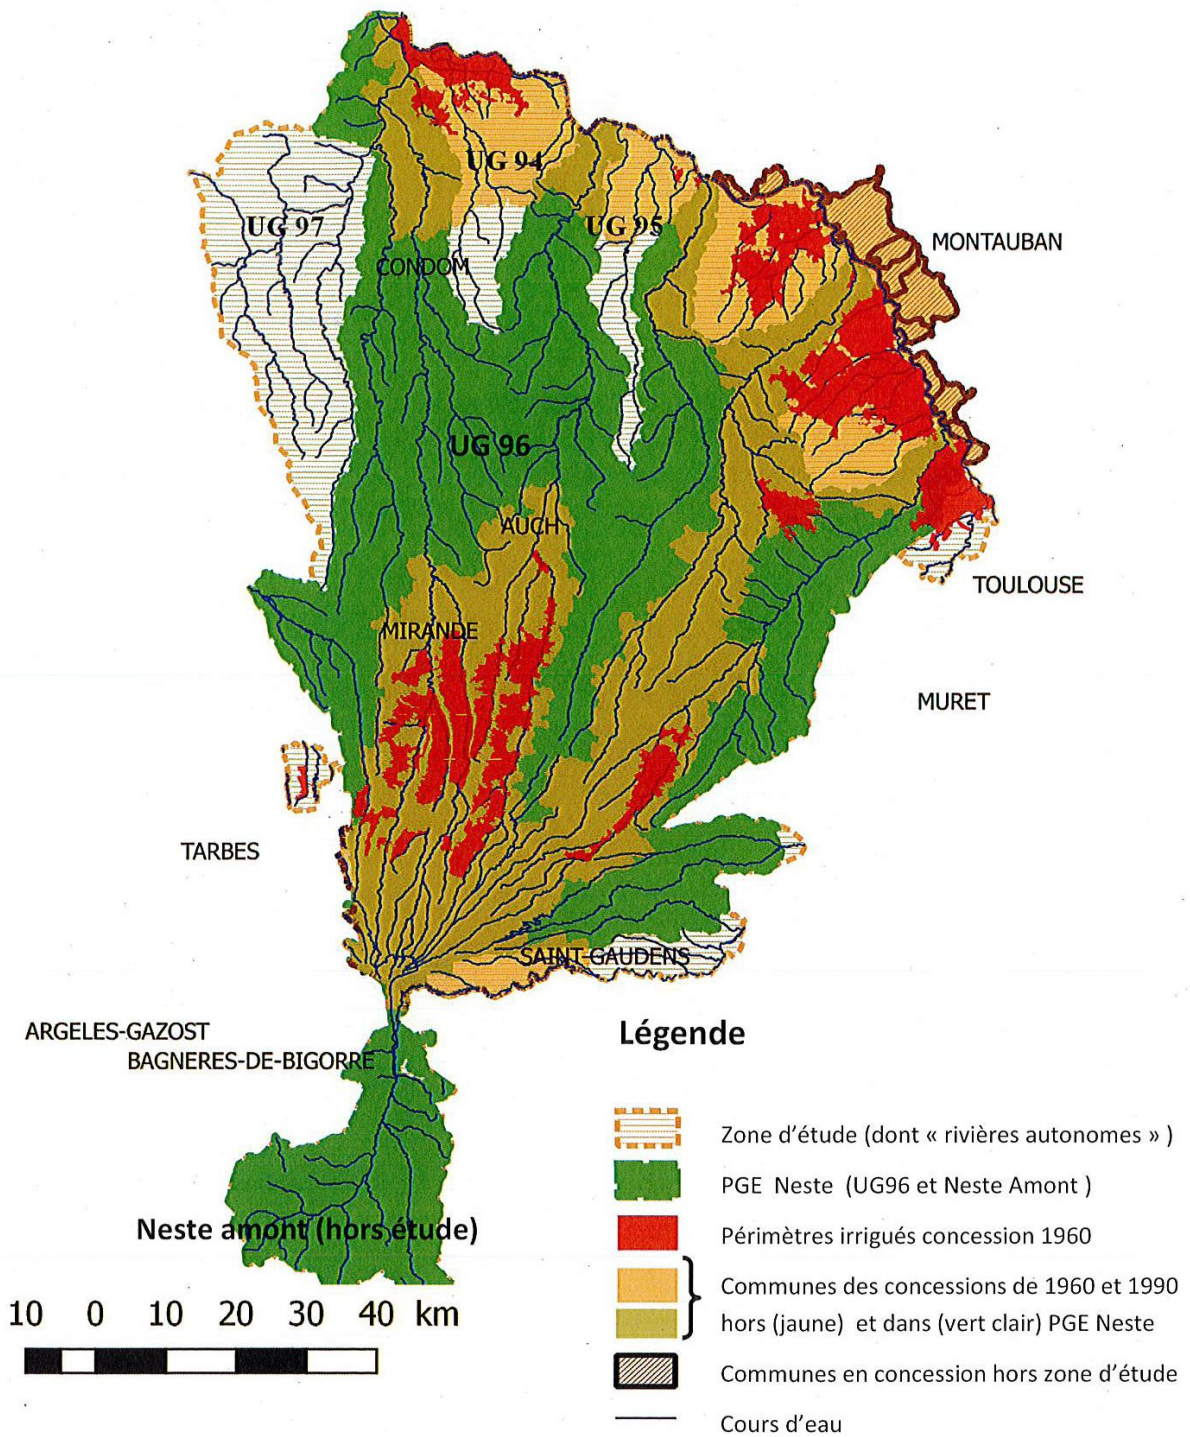 UG 94
UG 97
UG 95
MONTAUBAN
CONDOM
UG 96
AUCH
TOULOUSE
MIRANDE
MURET
TARBES
SAINT-GAUDENS
ARGELES-GAZOST
BAGNERES-DE-BIGORRE
Neste amont (hors étude)
10 0 10 20 30 40 km
Légende
Zone d'étude (dont « rivières autonomes » )
PGE Neste (UG96 et Neste Amont )
Périmètres irrigués concession 1960
Communes des concessions de 1960 et 1990
hors (jaune) et dans (vert clair) PGE Neste
Communes en concession hors zone d'étude
Cours d'eau